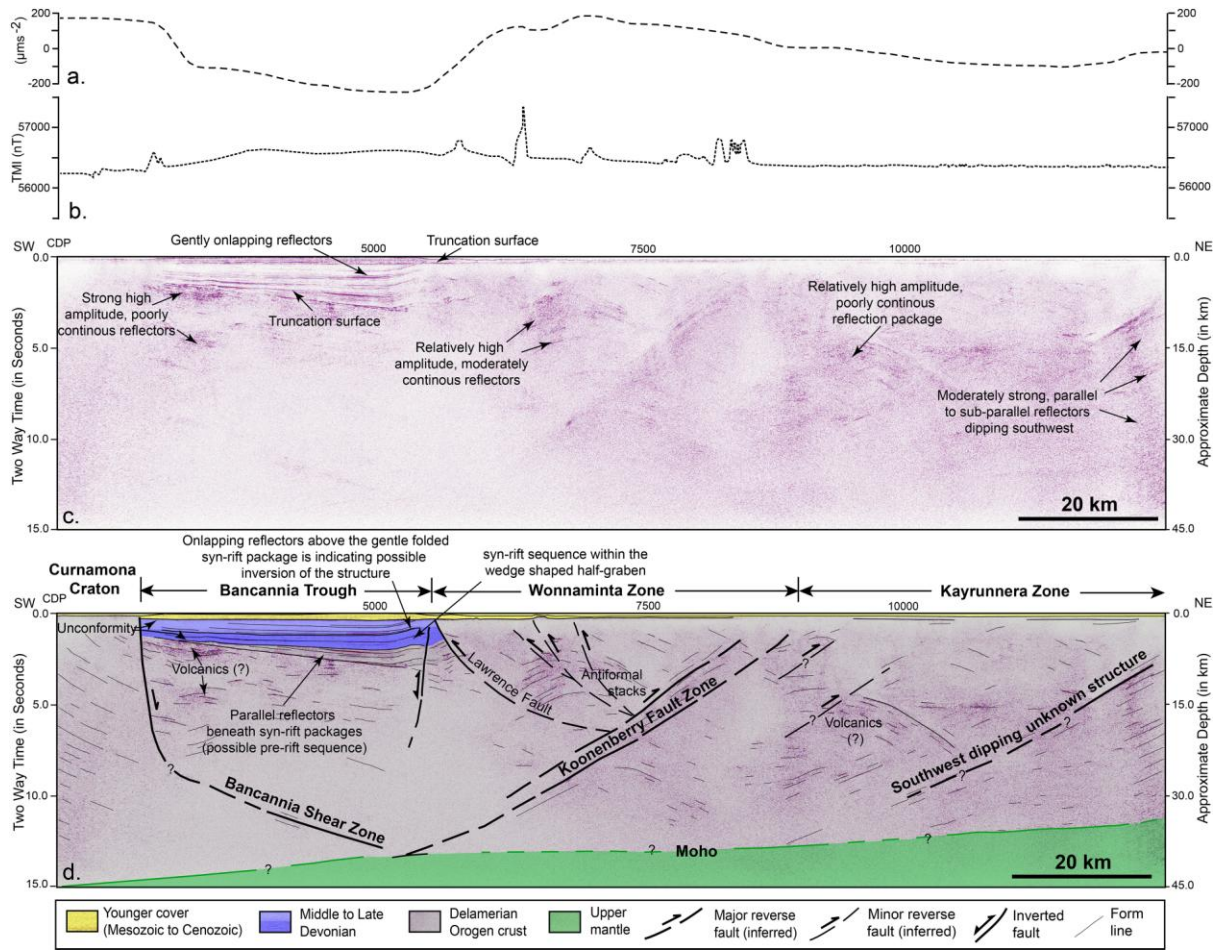 200
0
-200
(µms-2)
a.
200
0
-200
(µms-2)
57000
56000
TMI (nT)
b.
57000
56000
TMI (nT)
SW CDP
5000
7500
10000
NE
Gently onlapping reflectors
Truncation surface
Strong high
amplitude, poorly
continous reflectors
Truncation surface
Relatively high
amplitude, moderately
continous reflectors
Relatively high amplitude,
poorly continous
reflection package
Moderately strong, parallel
to sub-parallel reflectors
dipping southwest
0.0
5.0
10.0
15.0
Two Way Time (in Seconds)
c.
0.0
15.0
30.0
45.0
Approximate Depth (in km)
20 km
Onlapping reflectors above the gentle folded
syn-rift package is indicating possible
inversion of the structure
syn-rift sequence within the
wedge shaped half-graben
Curnamona
Craton
Bancannia Trough
Wonnaminta Zone
Kayrunnera Zone
SW CDP
5000
7500
10000
NE
Unconformity
Volcanics (?)
Parallel reflectors
beneath syn-rift packages
(possible pre-rift sequence)
Lawrence Fault
Antiformal
stacks
Koonenberry Fault Zone
?
?
Volcanics
(?)
Southwest dipping unknown structure
?
?
?
Bancannia Shear Zone
?
?
Moho
?
0.0
5.0
10.0
15.0
Two Way Time (in Seconds)
d.
0.0
15.0
30.0
45.0
Approximate Depth (in km)
20 km
Younger cover
(Mesozoic to Cenozoic)
Middle to Late
Devonian
Delamerian
Orogen crust
Upper
mantle
Major reverse
fault (inferred)
Minor reverse
fault (inferred)
Inverted
fault
Form
line